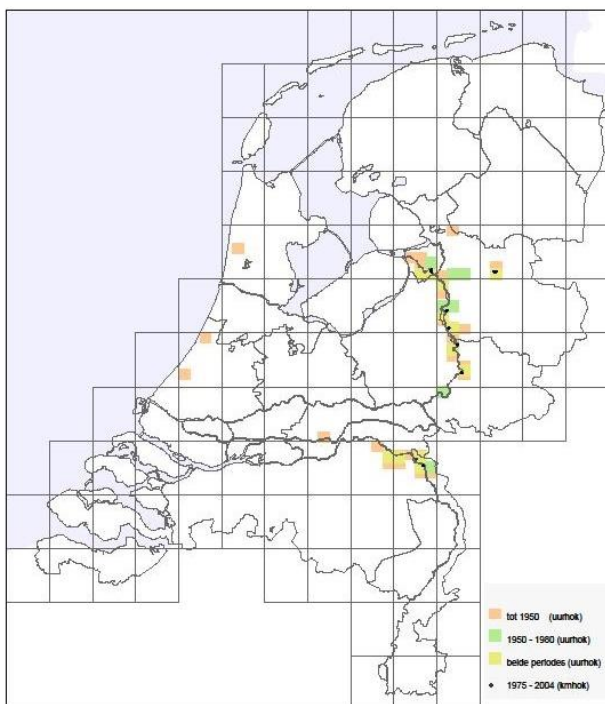 tot 1950 (uurhok)
1950 - 1980 (uurhok)
beide periodes (uurhok)
1975 - 2004 (kmhok)